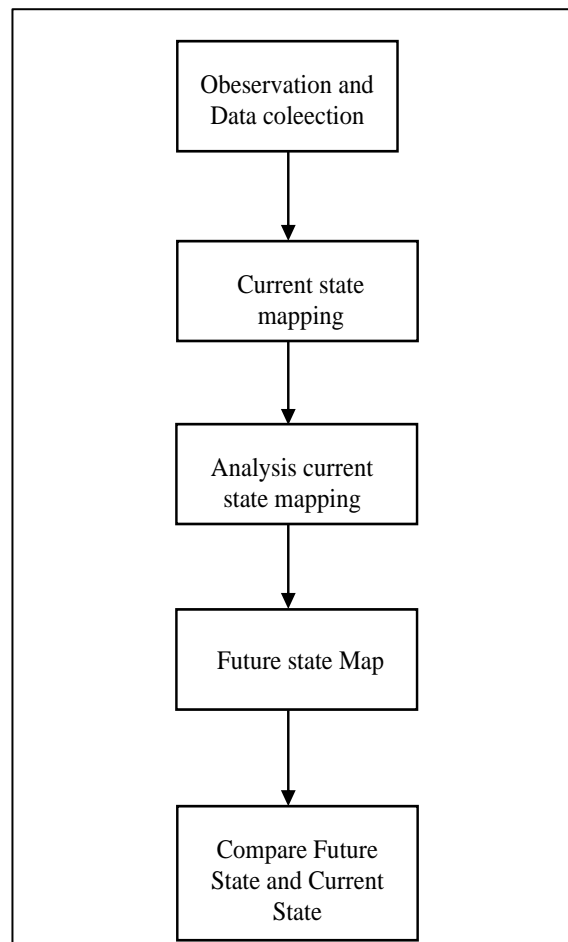 Obeservation and
Data coleection
Current state
mapping
Analysis current
state mapping
Future state Map
Compare Future
State and Current
State